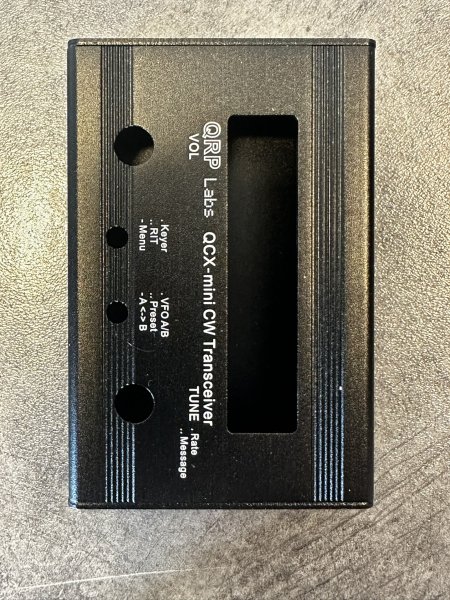 QRP Labs QCX-mini CW Transceiver
VOL
. Keyer
.. RIT
- Menu
. VFO A/B
.. Preset
- A<->B
TUNE
. Rate
.. Message